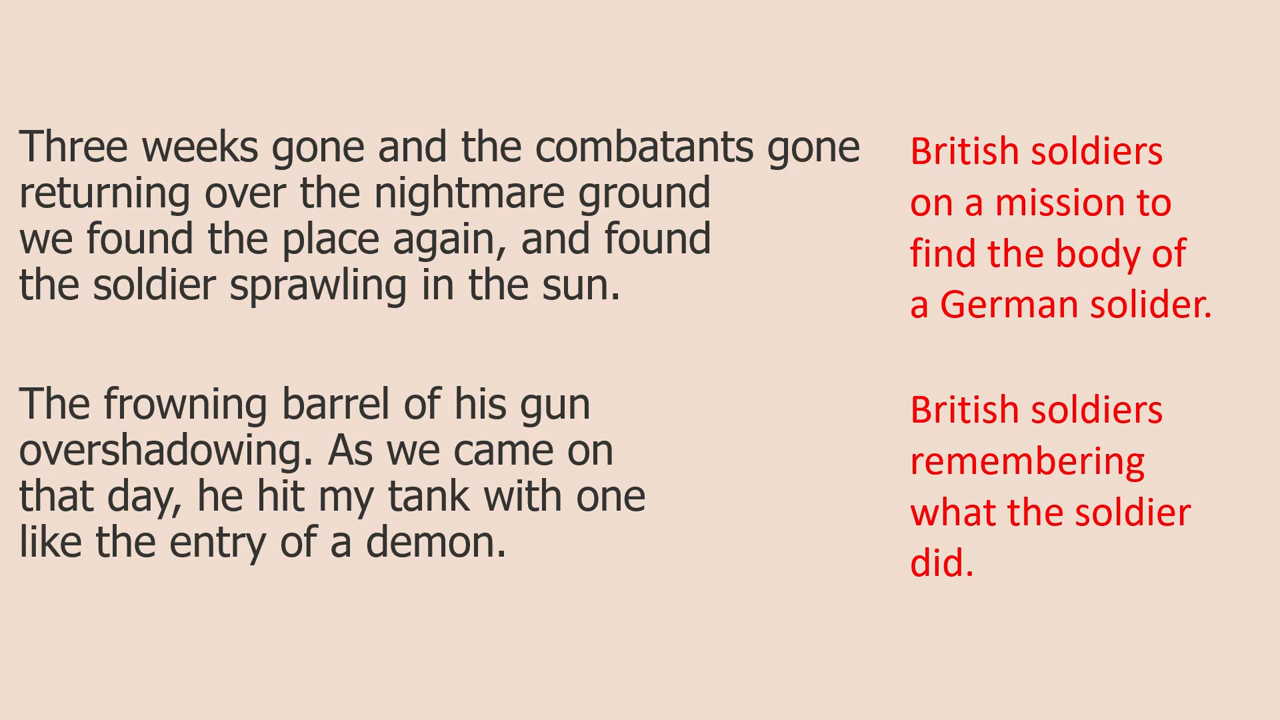 Three weeks gone and the combatants gone
returning over the nightmare ground
we found the place again, and found
the soldier sprawling in the sun.
British soldiers
on a mission to
find the body of
a German solider.
The frowning barrel of his gun
overshadowing. As we came on
that day, he hit my tank with one
like the entry of a demon.
British soldiers
remembering
what the soldier
did.